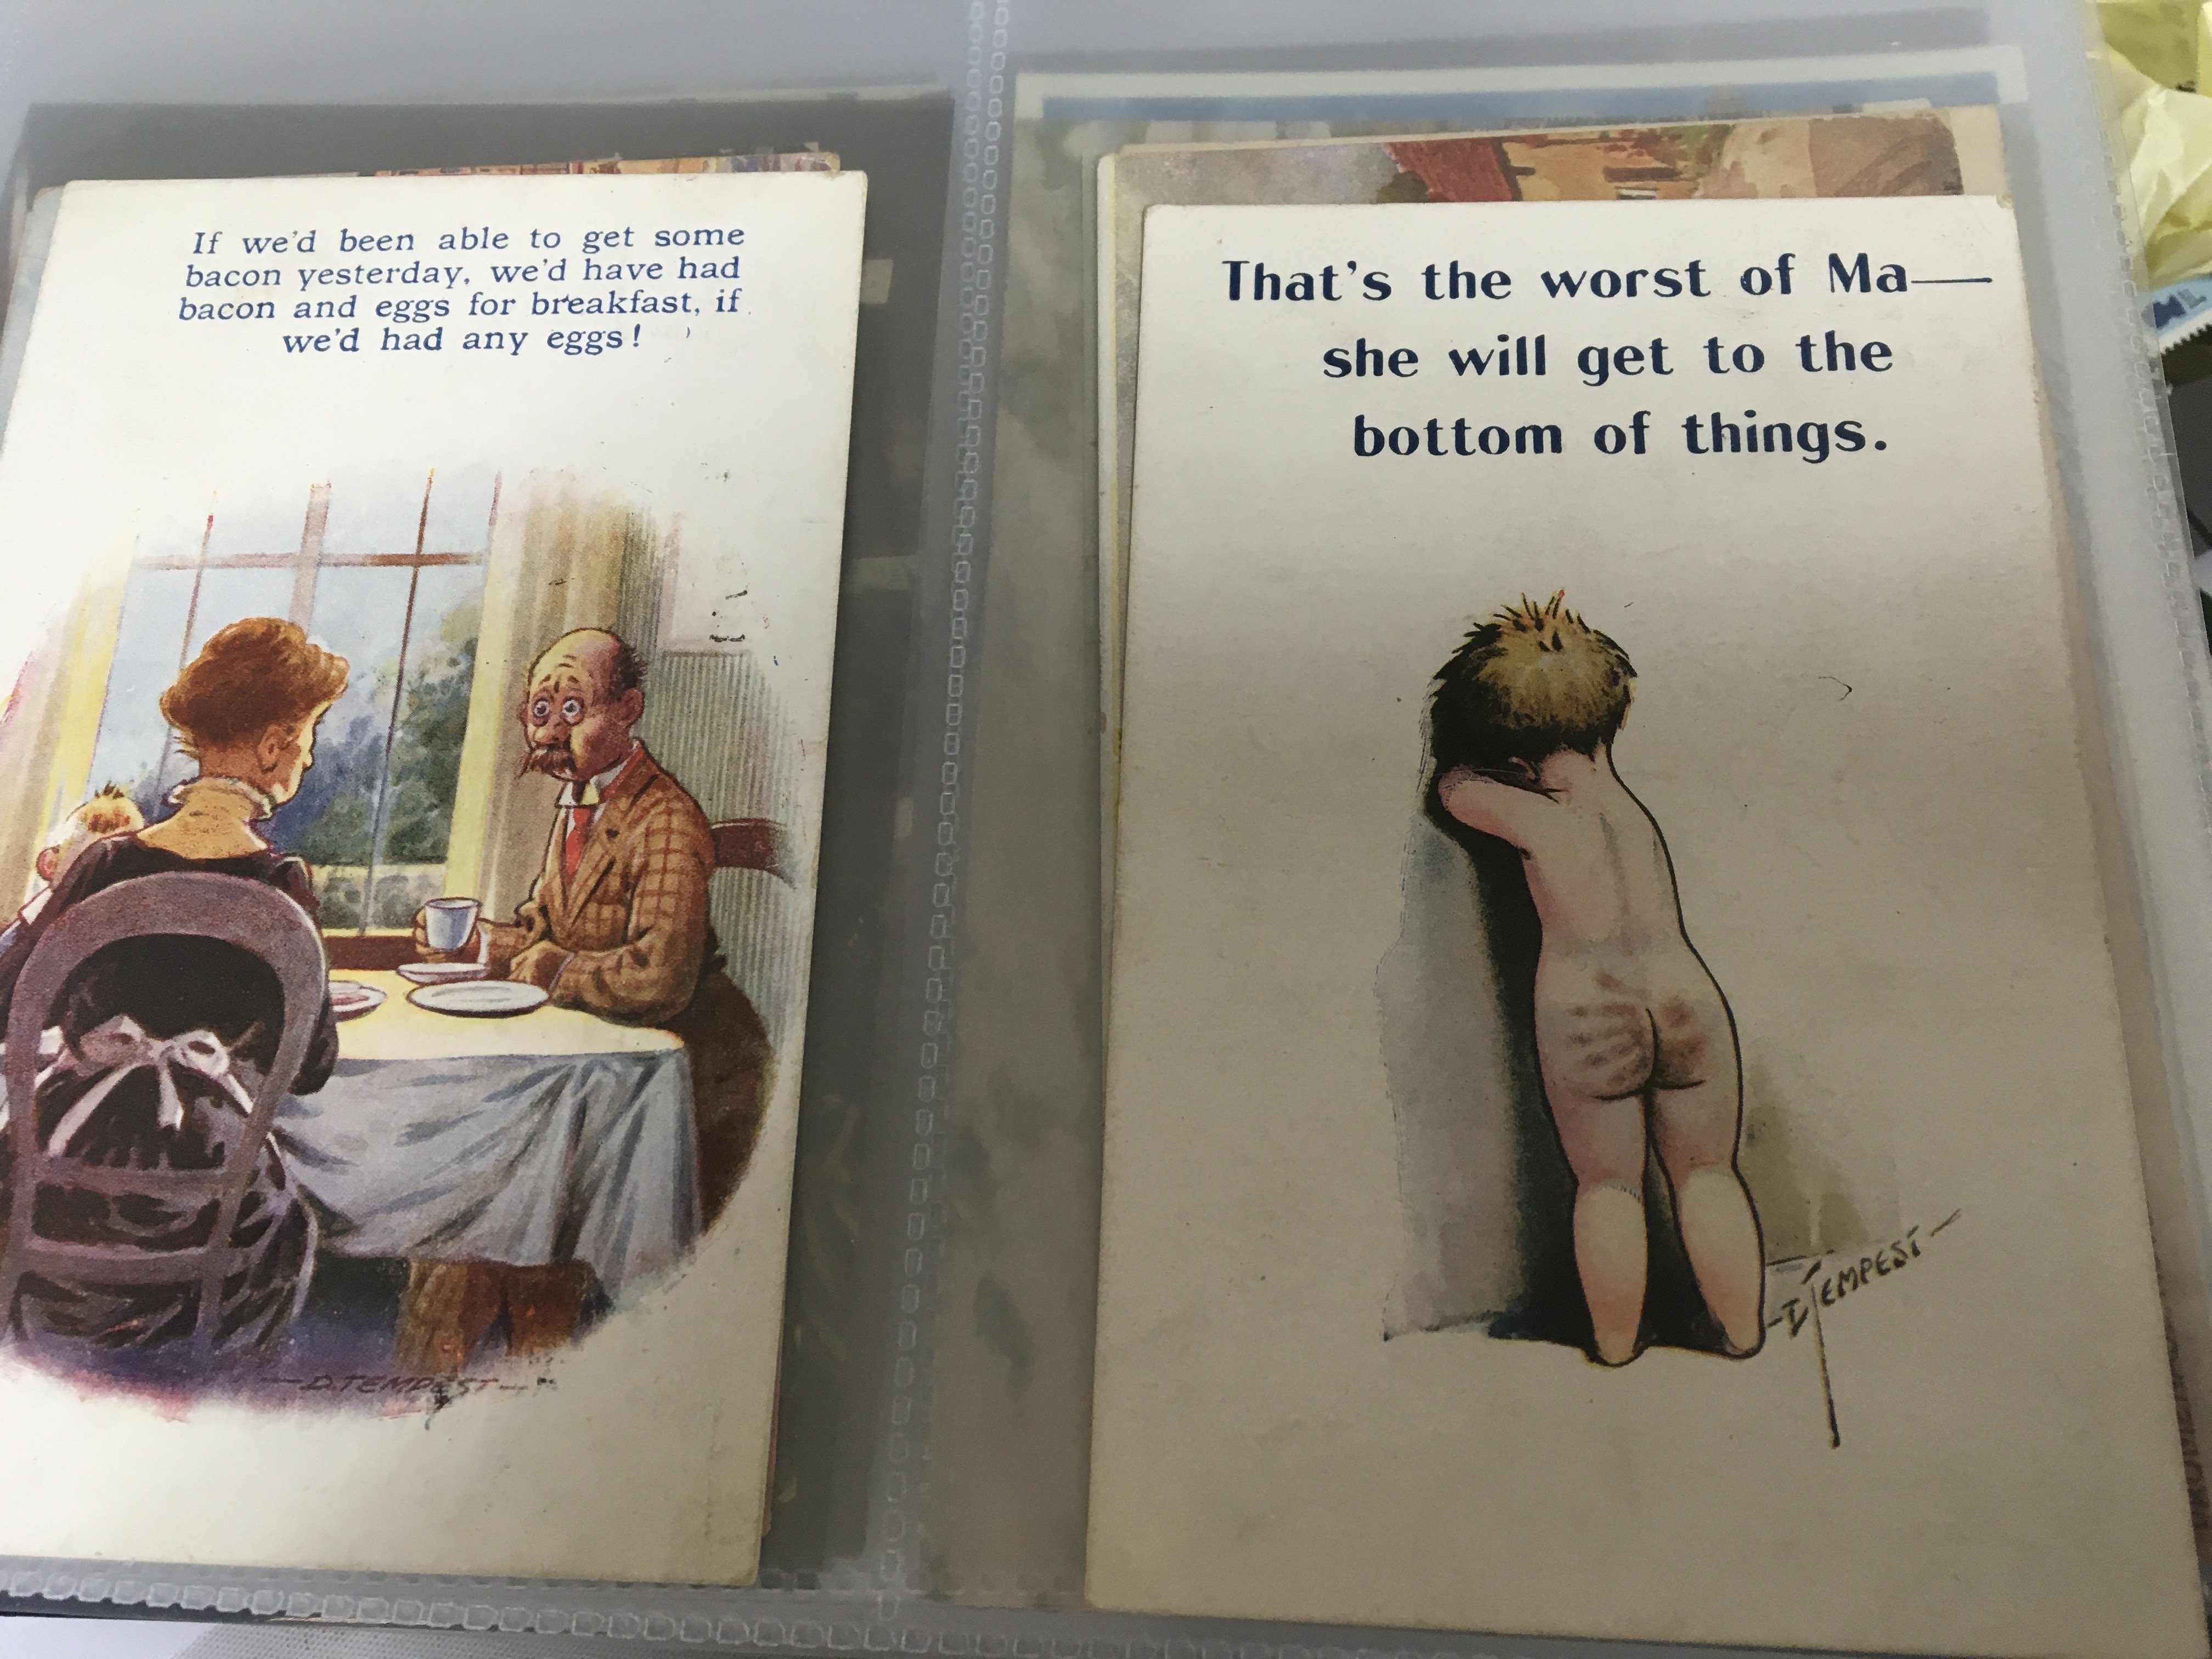 If we'd been able to get some
bacon yesterday, we'd have had
bacon and eggs for breakfast, if
we'd had any eggs!
—D. TEMPEST—
That's the worst of Ma—
she will get to the
bottom of things.
—D TEMPEST—